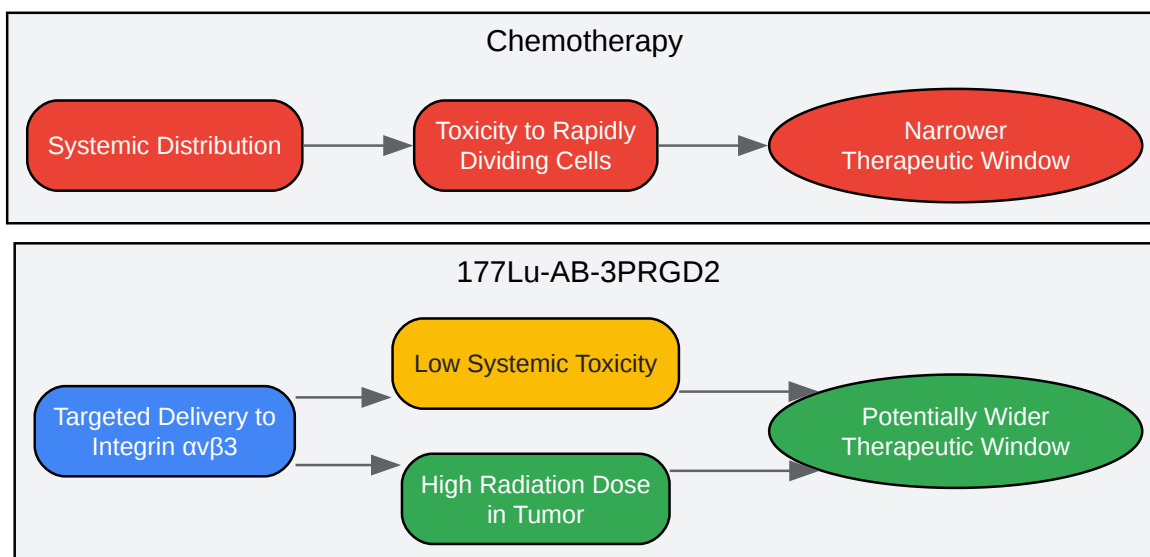 Chemotherapy
Systemic Distribution
Toxicity to Rapidly
Dividing Cells
Narrower
Therapeutic Window
177Lu-AB-3PRGD2
Low Systemic Toxicity
Targeted Delivery to
Integrin αvβ3
High Radiation Dose
in Tumor
Potentially Wider
Therapeutic Window